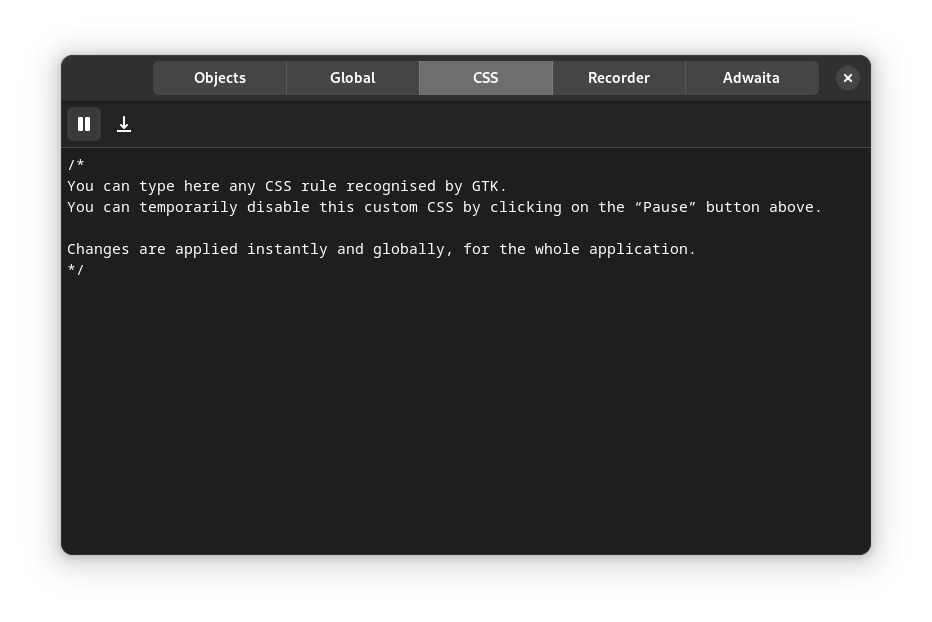 Objects Global CSS Recorder Adwaita
/*
You can type here any CSS rule recognised by GTK.
You can temporarily disable this custom CSS by clicking on the “Pause” button above.
Changes are applied instantly and globally, for the whole application.
*/